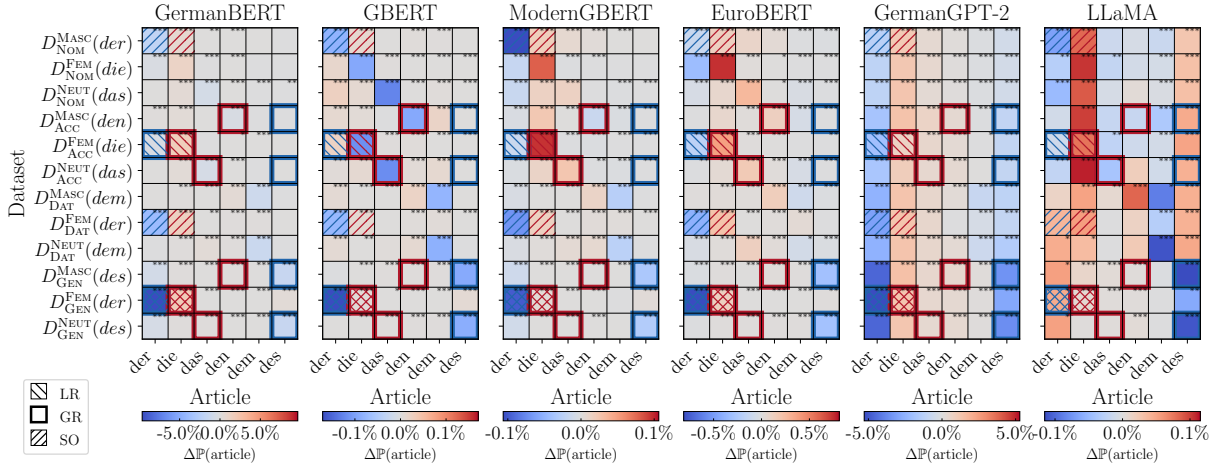 GermanBERT GBERT ModernGBERT EuroBERT GermanGPT-2 LLaMA
Dataset
D^MASC_NOM(der)
D^FEM_NOM(die)
D^NEUT_NOM(das)
D^MASC_ACC(den)
D^FEM_ACC(die)
D^NEUT_ACC(das)
D^MASC_DAT(dem)
D^FEM_DAT(der)
D^NEUT_DAT(dem)
D^MASC_GEN(des)
D^FEM_GEN(der)
D^NEUT_GEN(des)
der die das den dem des der die das den dem des der die das den dem des der die das den dem des der die das den dem des der die das den dem des
Article Article Article Article Article Article
LR
GR
SO
-5.0% 0.0% 5.0% -0.1% 0.0% 0.1% -0.1% 0.0% 0.1% -0.5% 0.0% 0.5% -5.0% 0.0% 5.0% -0.1% 0.0% 0.1%
Δℙ(article) Δℙ(article) Δℙ(article) Δℙ(article) Δℙ(article) Δℙ(article)